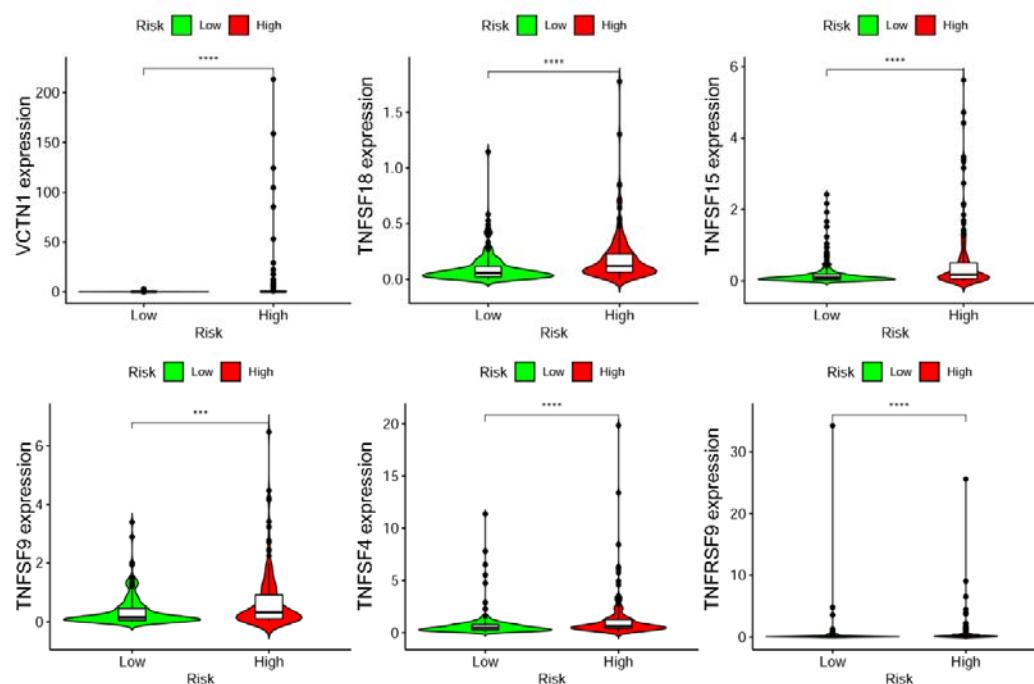 Risk Low High
Risk Low High
Risk Low High
VCTN1 expression
200
150
100
50
0
****
Low High
Risk
TNFSF18 expression
1.5
1.0
0.5
0.0
****
Low High
Risk
TNFSF15 expression
6
4
2
0
****
Low High
Risk
Risk Low High
Risk Low High
Risk Low High
TNFSF9 expression
6
4
2
0
***
Low High
Risk
TNFSF4 expression
20
15
10
5
0
****
Low High
Risk
TNFRSF9 expression
30
20
10
0
****
Low High
Risk